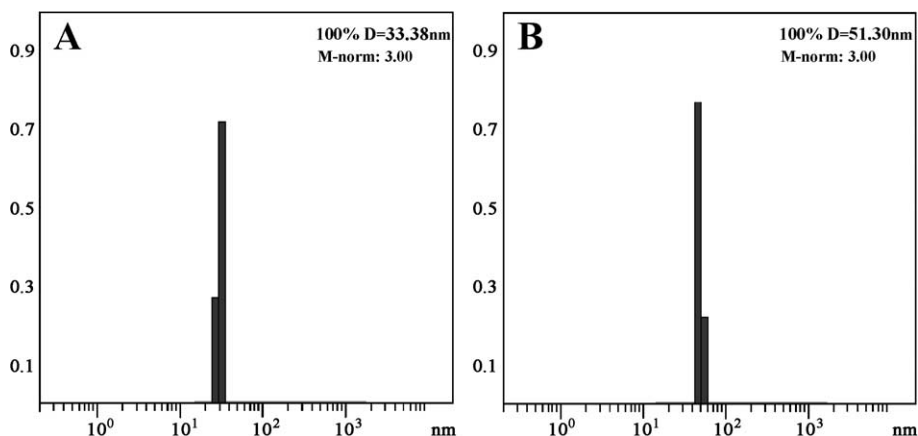 A
100% D=33.38nm
M-norm: 3.00
0.9
0.7
0.5
0.3
0.1
10⁰ 10¹ 10² 10³ nm
B
100% D=51.30nm
M-norm: 3.00
0.9
0.7
0.5
0.3
0.1
10⁰ 10¹ 10² 10³ nm